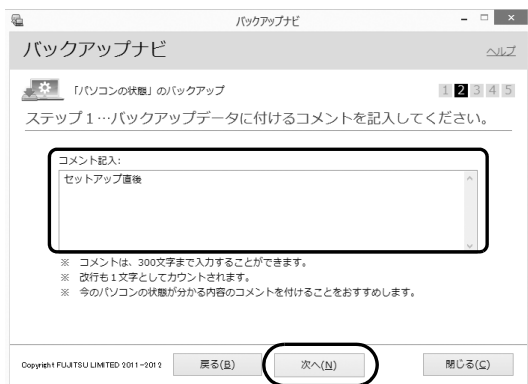 バックアップナビ
バックアップナビ
ヘルプ
「パソコンの状態」のバックアップ
1 2 3 4 5
ステップ1…バックアップデータに付けるコメントを記入してください。
コメント記入:
セットアップ直後
※ コメントは、300文字まで入力することができます。
※ 改行も1文字としてカウントされます。
※ 今のパソコンの状態が分かる内容のコメントを付けることをおすすめします。
Copyright FUJITSU LIMITED 2011-2012
戻る(B)
次へ(N)
閉じる(C)